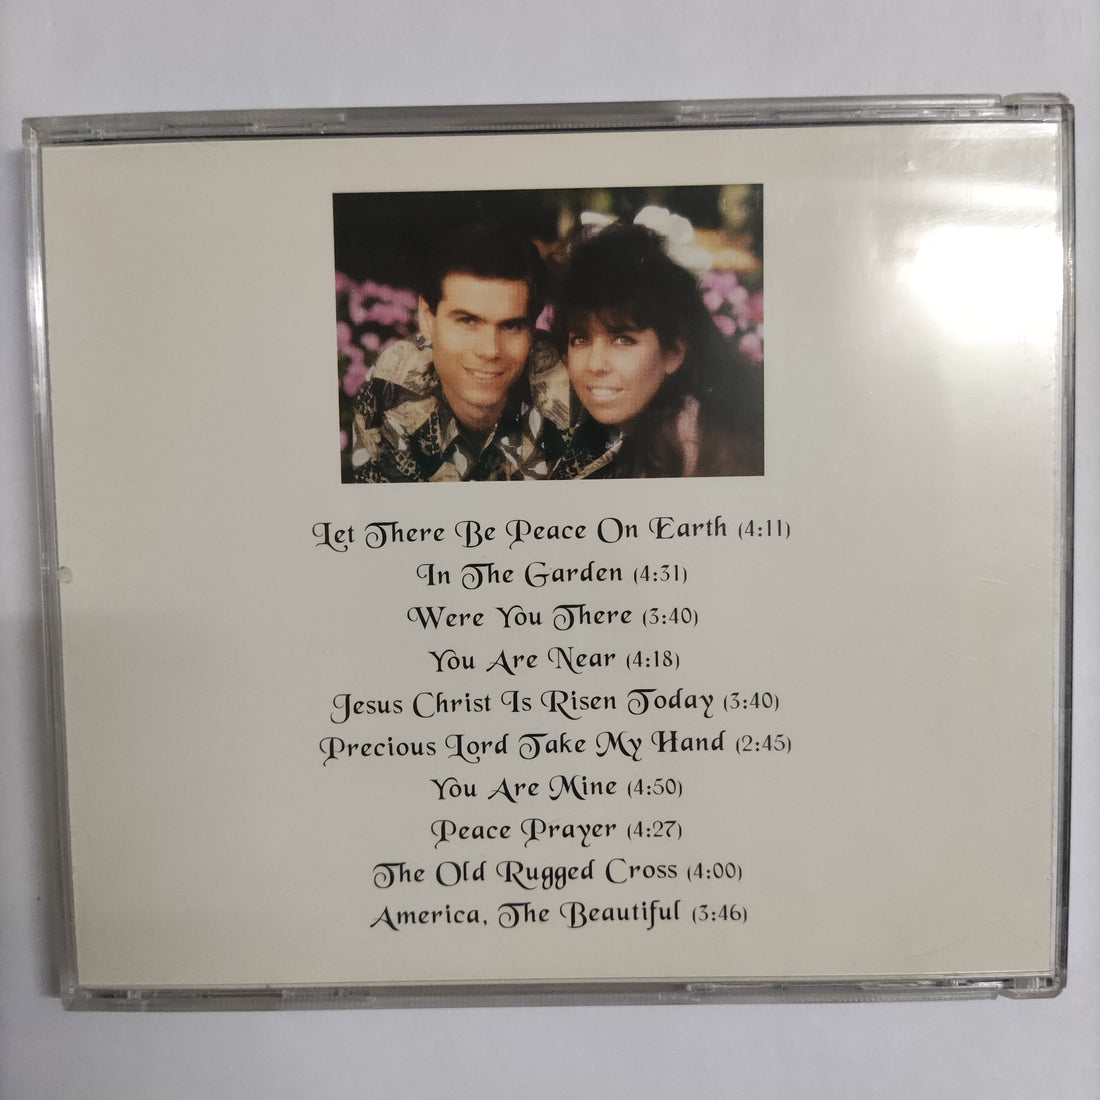 Let There Be Peace On Earth (4:11)
In The Garden (4:31)
Were You There (3:40)
You Are Near (4:18)
Jesus Christ Is Risen Today (3:40)
Precious Lord Take My Hand (2:45)
You Are Mine (4:50)
Peace Prayer (4:27)
The Old Rugged Cross (4:00)
America, The Beautiful (3:46)